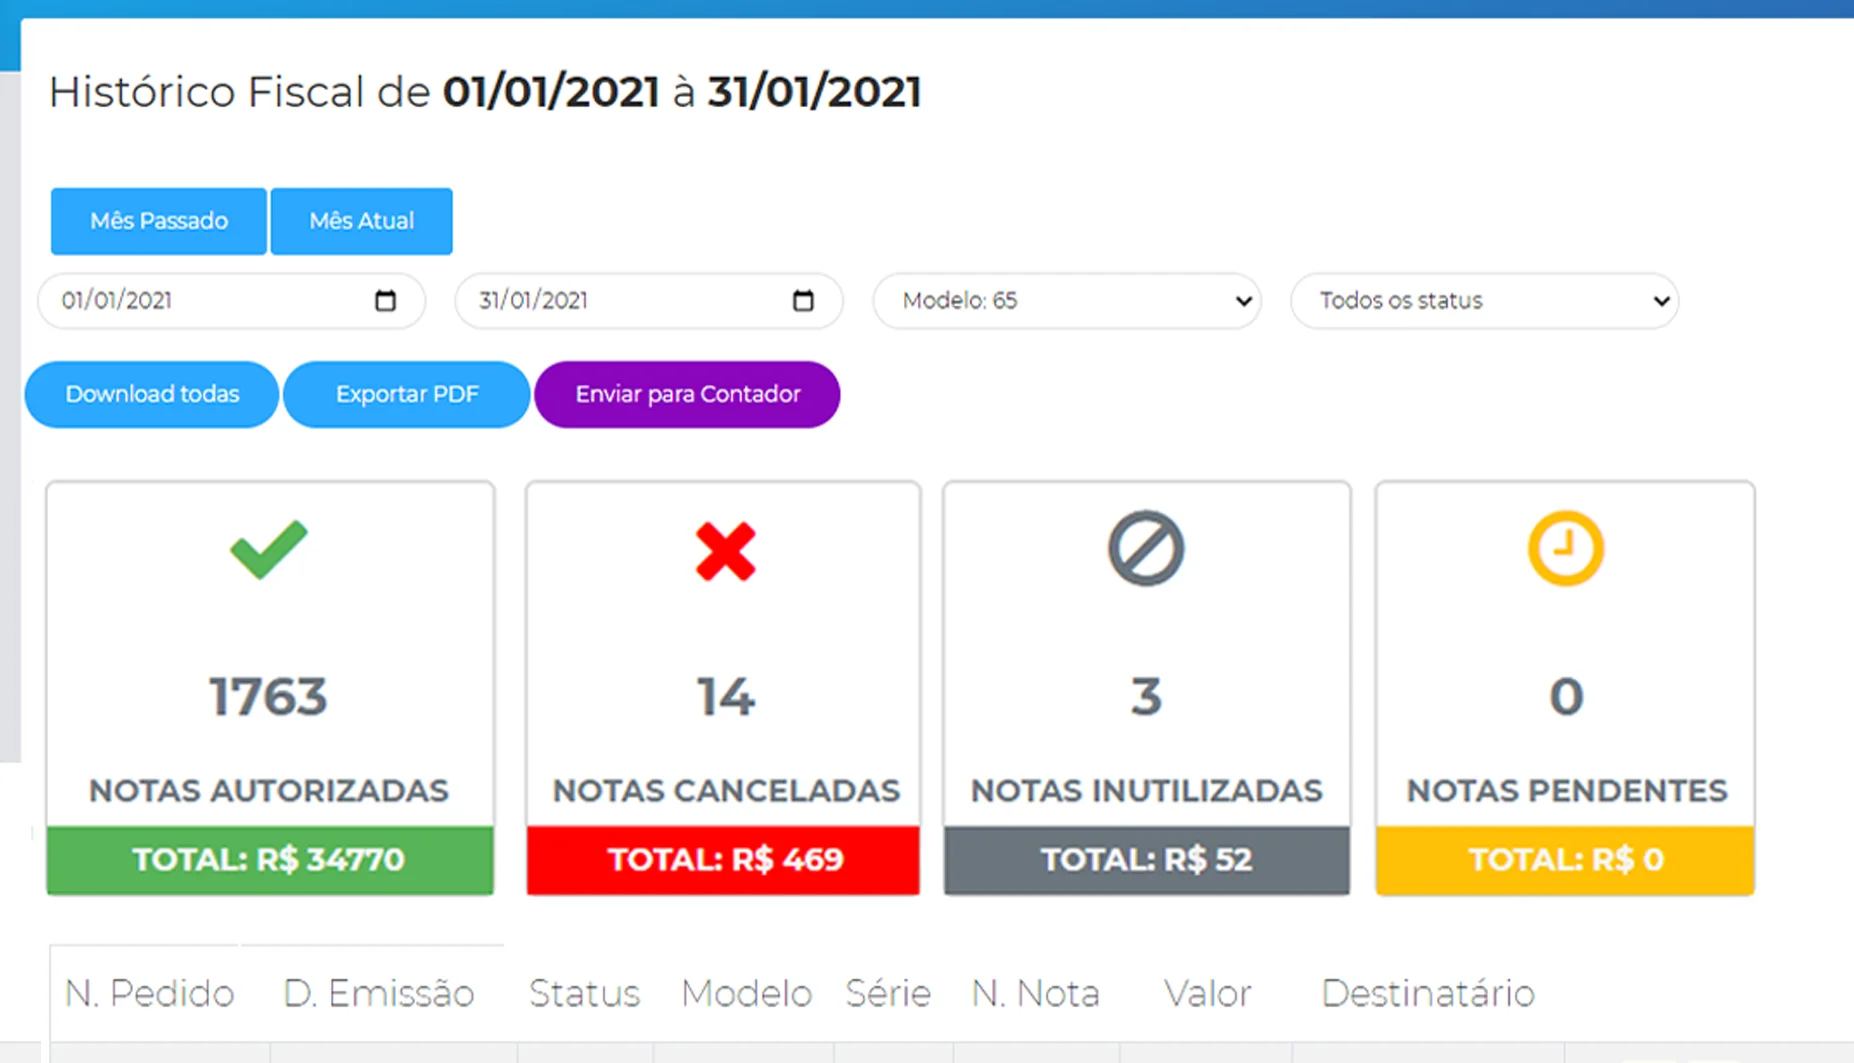 Histórico Fiscal de 01/01/2021 à 31/01/2021
Mês Passado Mês Atual
01/01/2021 31/01/2021 Modelo: 65 Todos os status
Download todas Exportar PDF Enviar para Contador
1763 14 3 0
NOTAS AUTORIZADAS NOTAS CANCELADAS NOTAS INUTILIZADAS NOTAS PENDENTES
TOTAL: R$ 34770 TOTAL: R$ 469 TOTAL: R$ 52 TOTAL: R$ 0
N. Pedido D. Emissão Status Modelo Série N. Nota Valor Destinatário